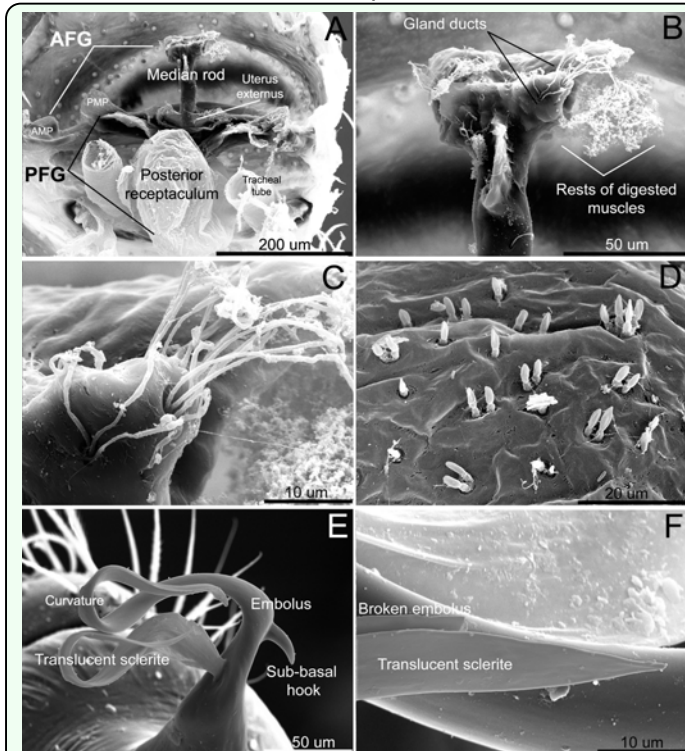 A
AFG
Median rod
Uterus
externus
PMP
AMP
PFG
Posterior
receptaculum
Tracheal
tube
200 um
B
Gland ducts
Rests of digested
muscles
50 um
C
10 um
D
20 um
E
Curvature
Embolus
Translucent sclerite
Sub-basal
hook
50 um
F
Broken embolus
Translucent sclerite
10 um